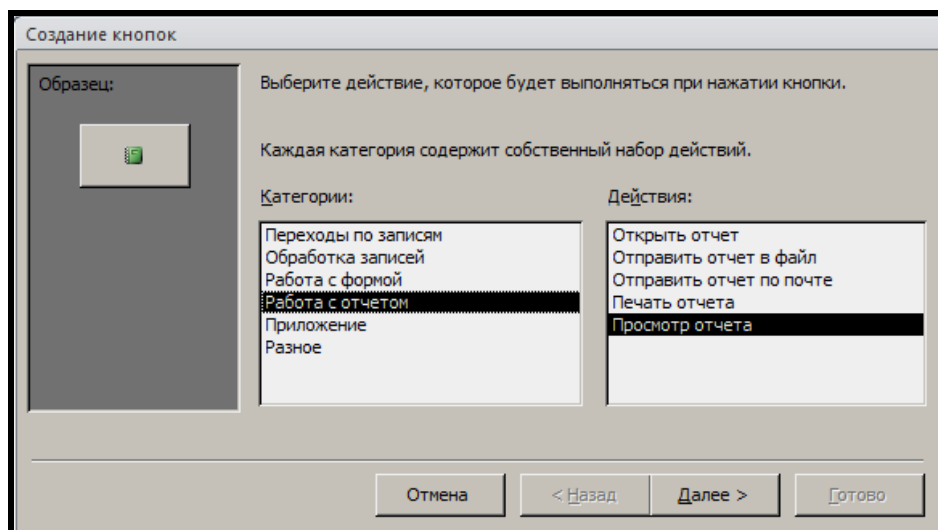 Создание кнопок
Образец:
Выберите действие, которое будет выполняться при нажатии кнопки.
Каждая категория содержит собственный набор действий.
Категории:
Переходы по записям
Обработка записей
Работа с формой
Работа с отчетом
Приложение
Разное
Действия:
Открыть отчет
Отправить отчет в файл
Отправить отчет по почте
Печать отчета
Просмотр отчета
Отмена
< Назад
Далее >
Готово